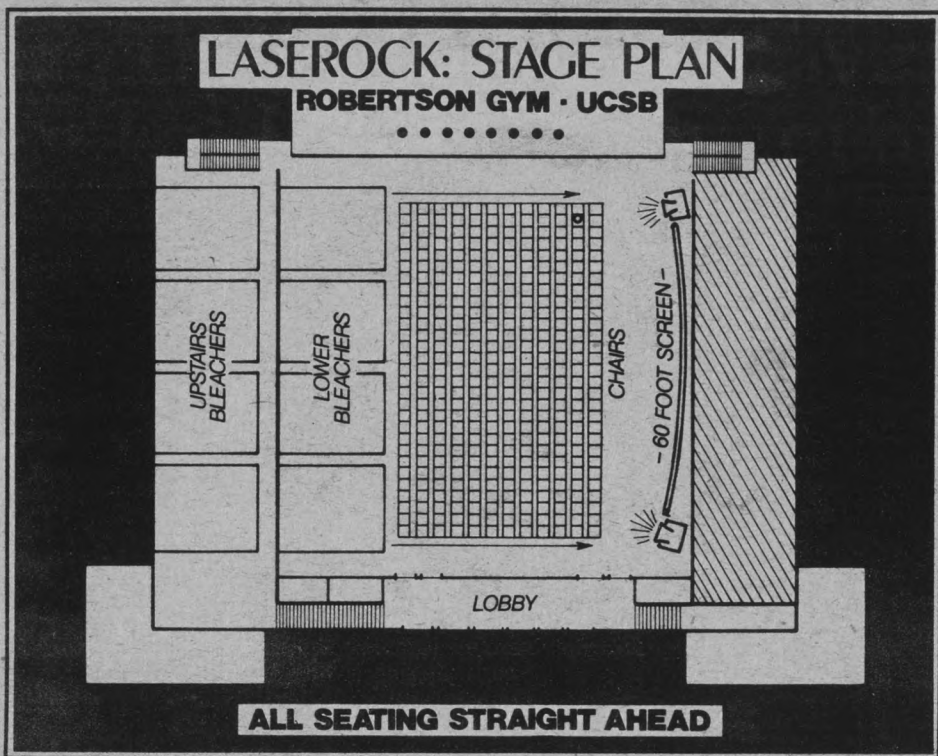 LASEROCK: STAGE PLAN
ROBERTSON GYM · UCSB
UPSTAIRS
BLEACHERS
LOWER
BLEACHERS
CHAIRS
- 60 FOOT SCREEN -
LOBBY
ALL SEATING STRAIGHT AHEAD